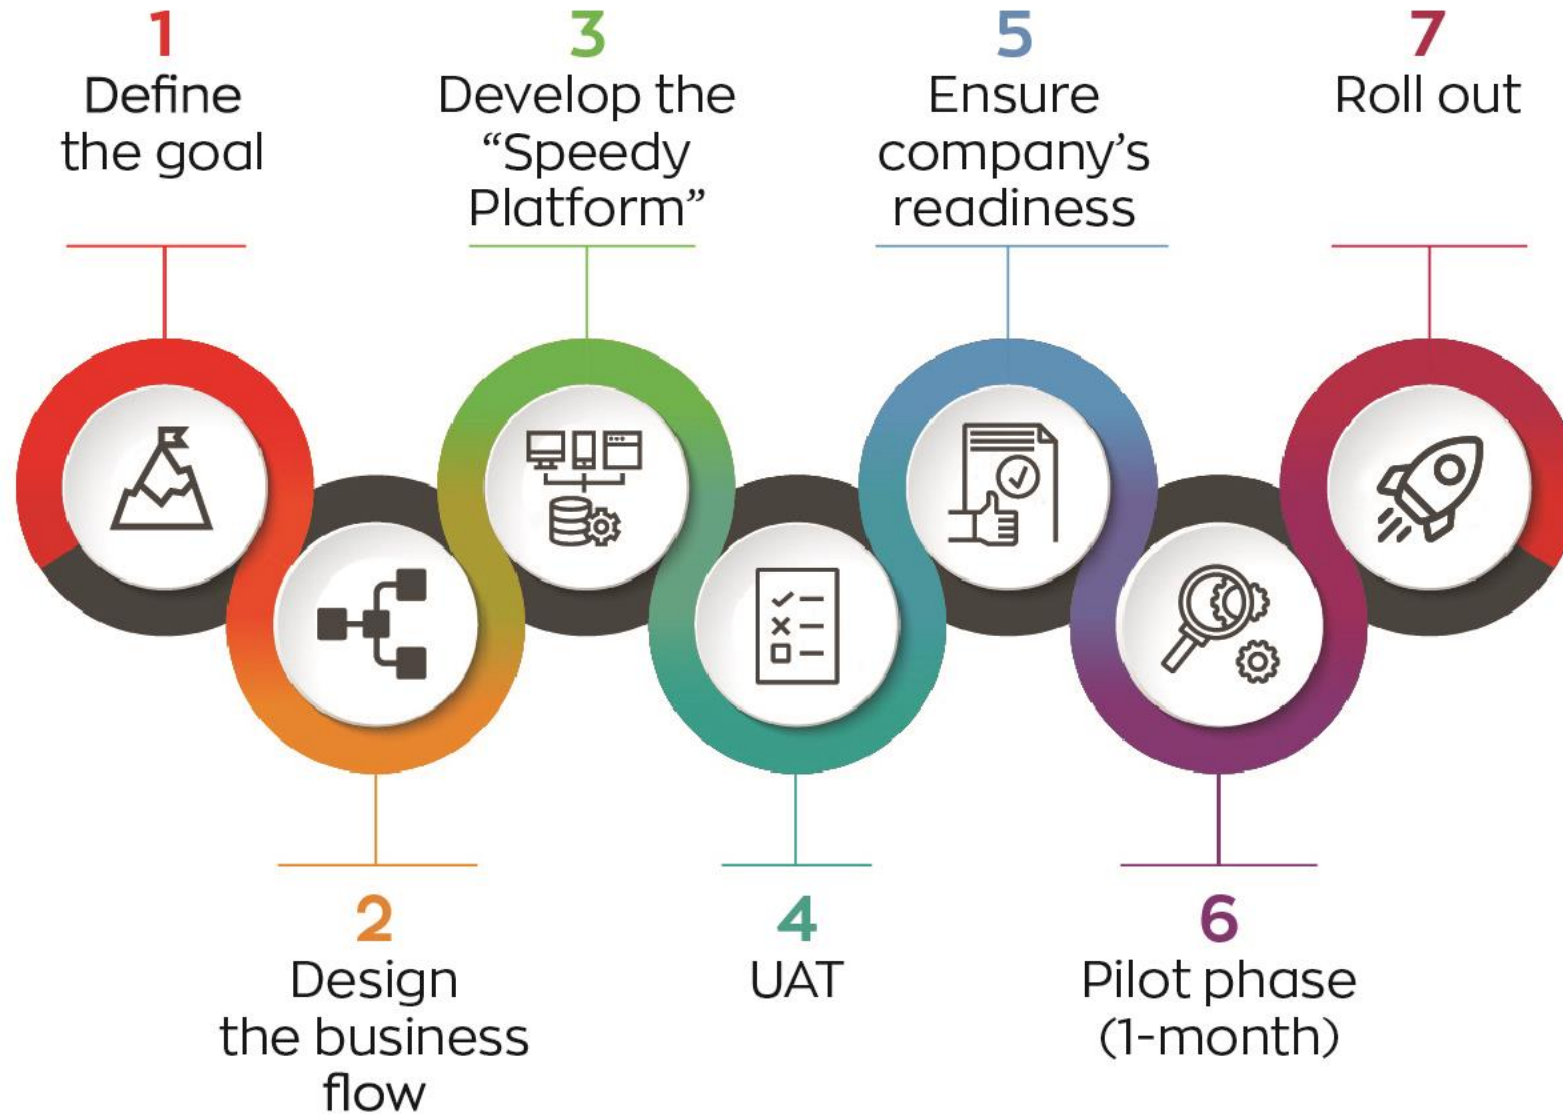 1
Define
the goal
2
Design
the business
flow
3
Develop the
“Speedy
Platform”
4
UAT
5
Ensure
company’s
readiness
6
Pilot phase
(1-month)
7
Roll out